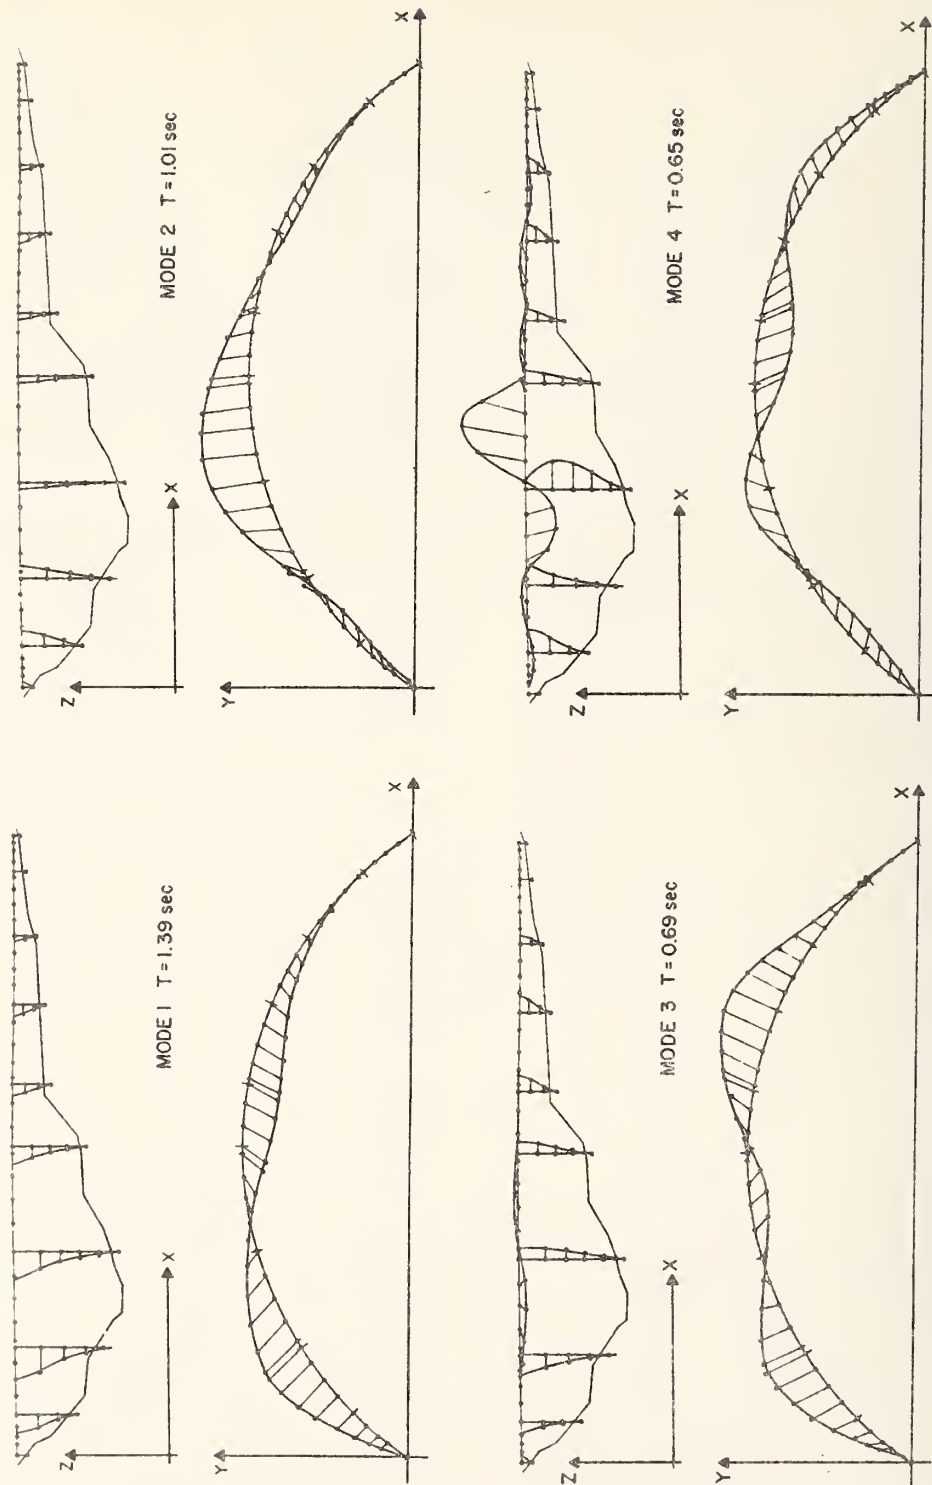 Z
X
MODE 1 T=1.39 sec
Y
X
Z
X
MODE 2 T=1.01 sec
Y
X
Z
X
MODE 3 T=0.69 sec
Y
X
Z
X
MODE 4 T=0.65 sec
Y
X